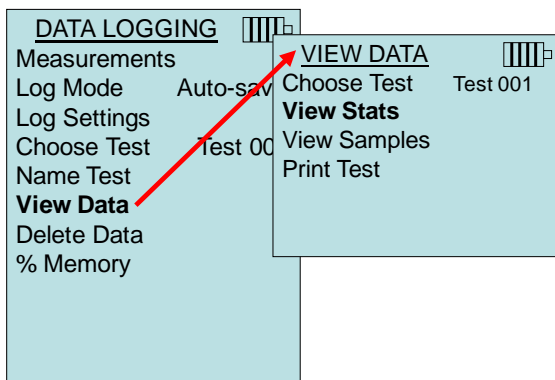 DATA LOGGING
Measurements
Log Mode Auto-sav
Log Settings
Choose Test Test 00
Name Test
View Data
Delete Data
% Memory
VIEW DATA
Choose Test Test 001
View Stats
View Samples
Print Test